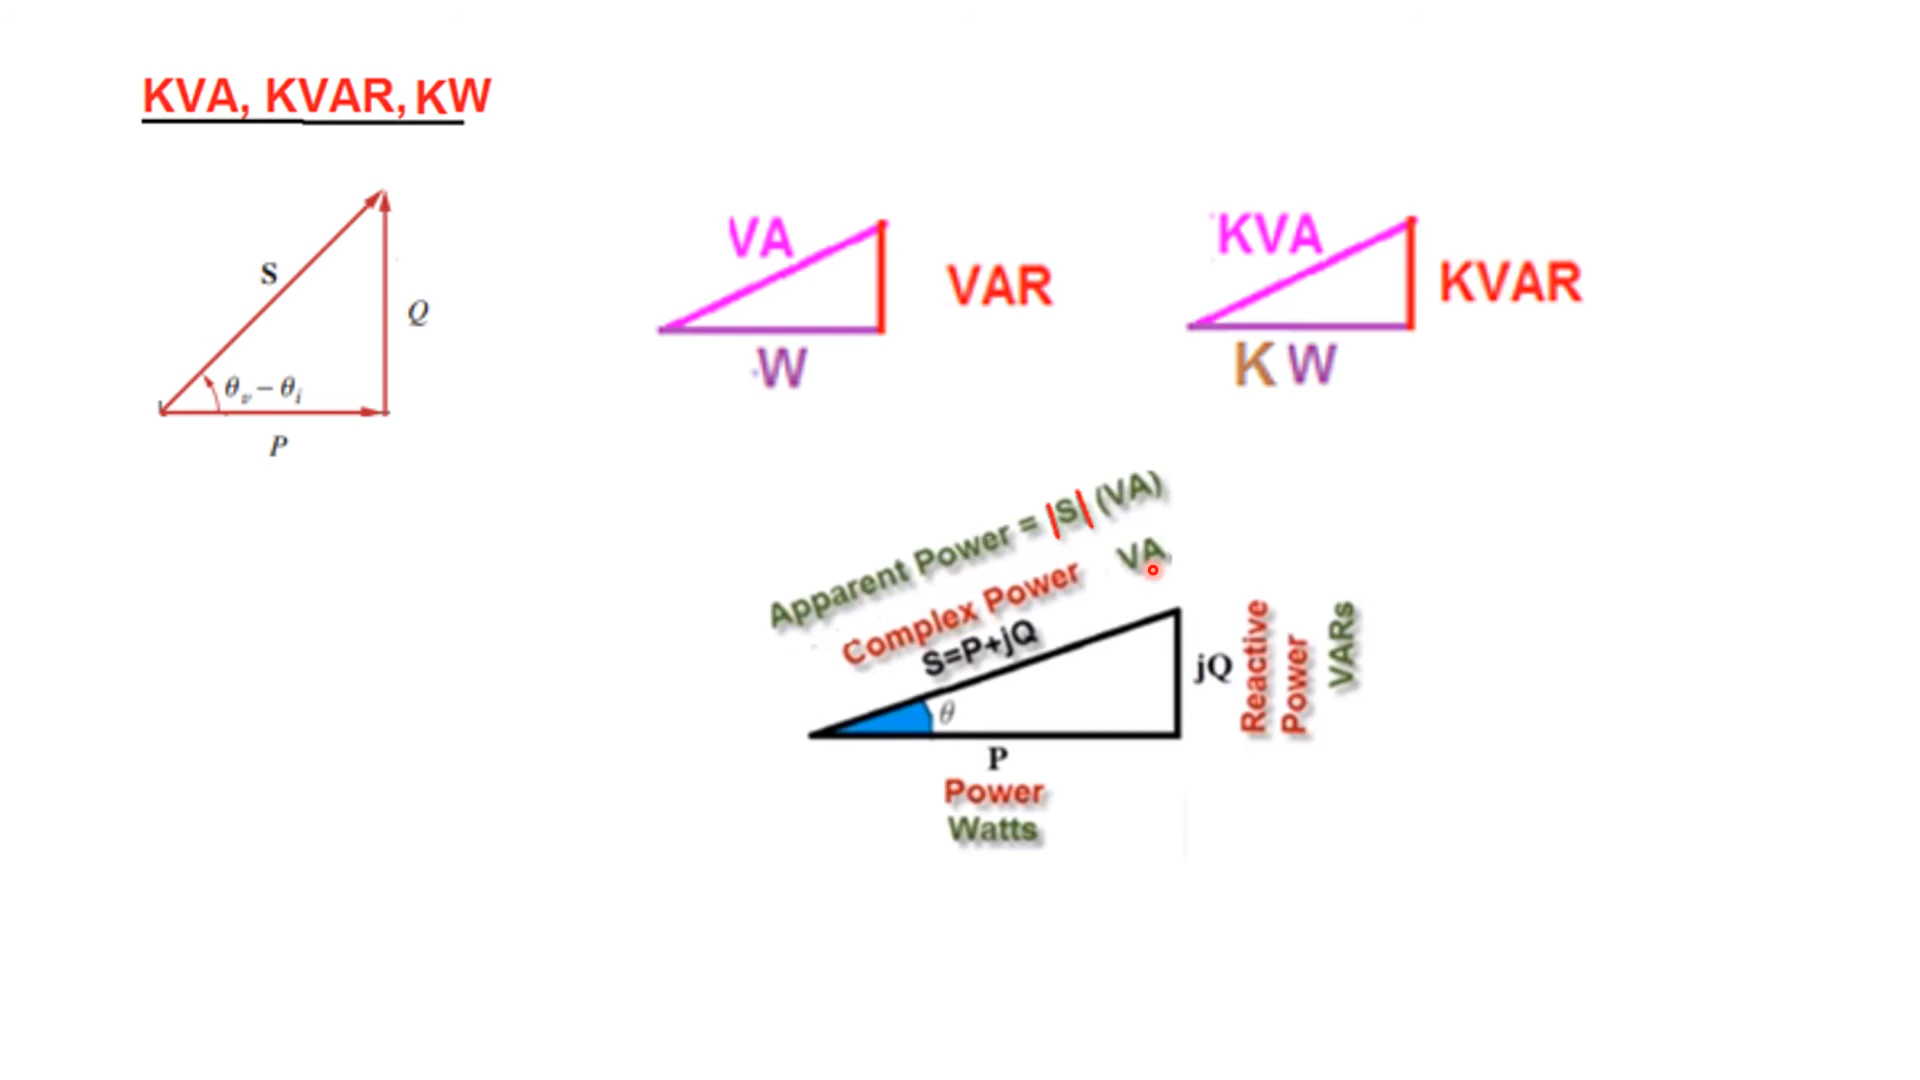 KVA, KVAR, KW
S
Q
θv – θi
P
VA
VAR
W
KVA
KVAR
K W
Apparent Power = |S| (VA)
Complex Power VA
S=P+jQ
θ
jQ
Reactive
Power
VARs
P
Power
Watts